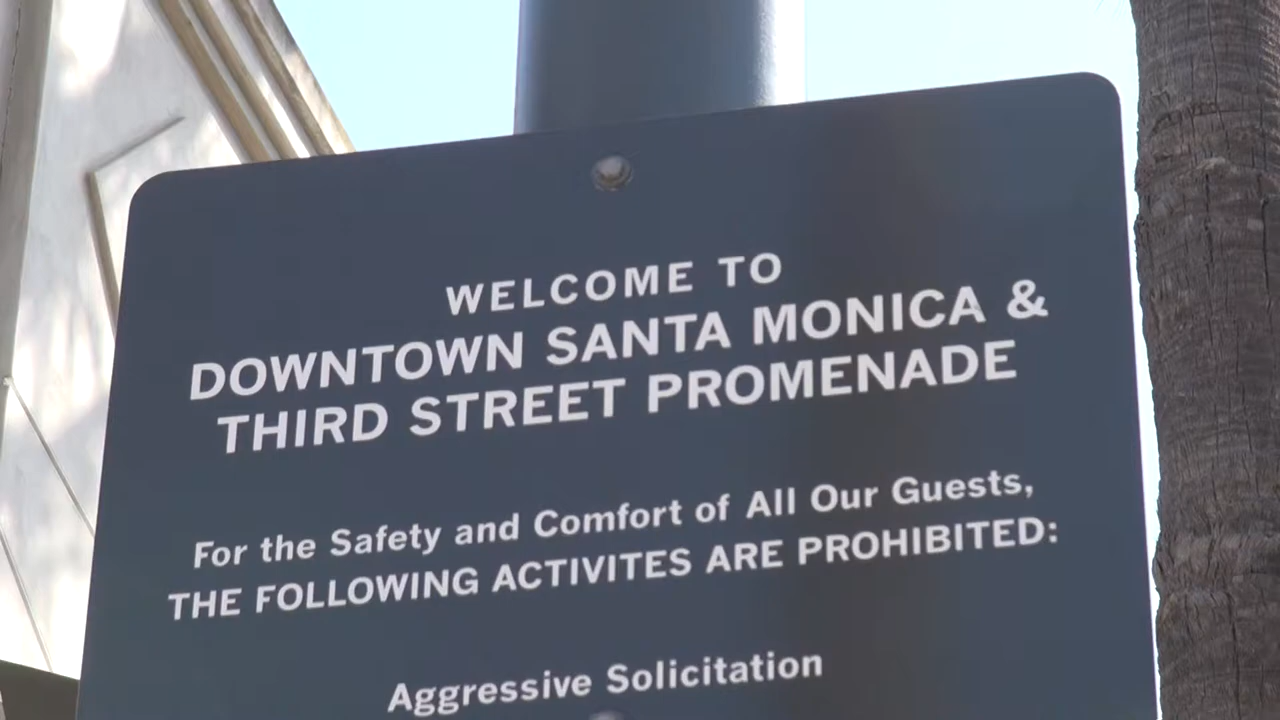 WELCOME TO
DOWNTOWN SANTA MONICA &
THIRD STREET PROMENADE
For the Safety and Comfort of All Our Guests,
THE FOLLOWING ACTIVITES ARE PROHIBITED:
Aggressive Solicitation